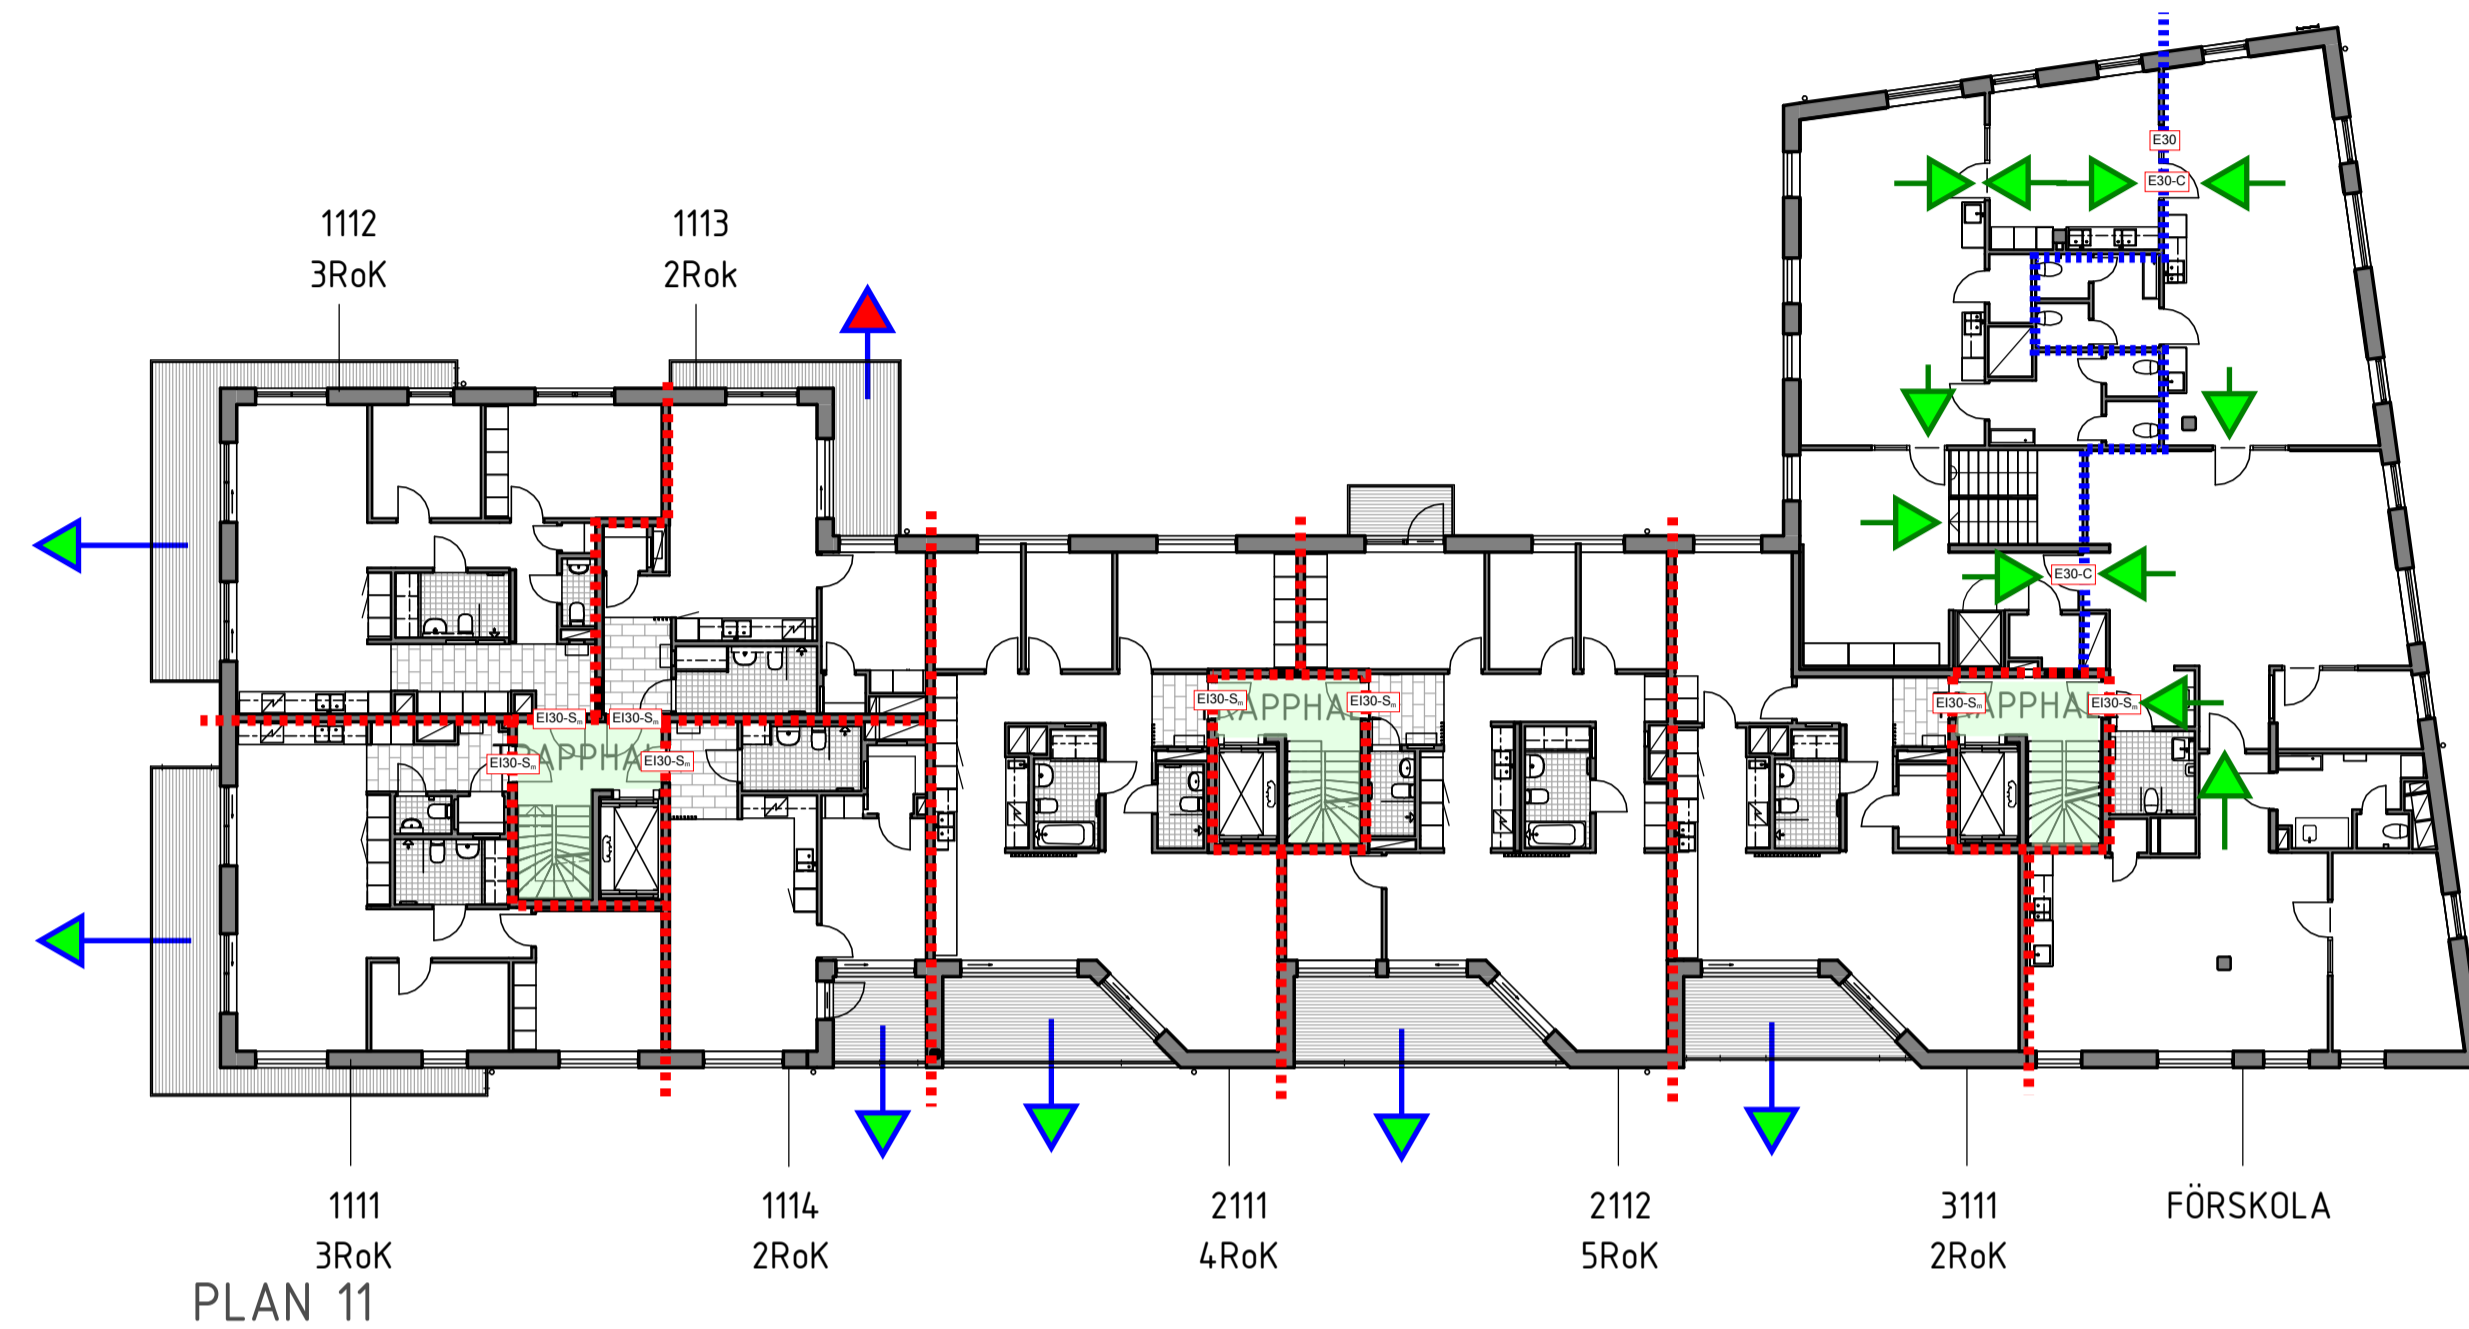 1112
3RoK
1113
2Rok
E30
E30-C
E30-C
EI30-Sm
EI30-Sm
EI30-Sm
EI30-Sm
EI30-Sm
EI30-Sm
EI30-Sm
EI30-Sm
1111
3RoK
1114
2RoK
2111
4RoK
2112
5RoK
3111
2RoK
FÖRSKOLA
PLAN 11